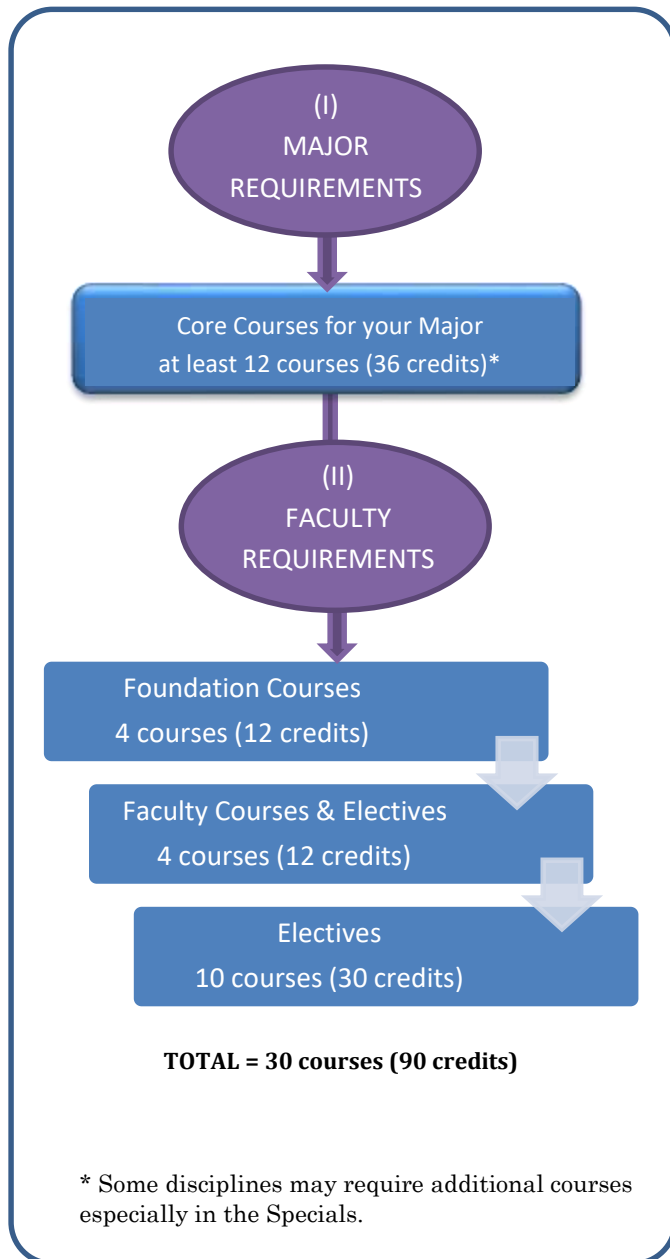 (I)
MAJOR
REQUIREMENTS
Core Courses for your Major
at least 12 courses (36 credits)*
(II)
FACULTY
REQUIREMENTS
Foundation Courses
4 courses (12 credits)
Faculty Courses & Electives
4 courses (12 credits)
Electives
10 courses (30 credits)
TOTAL = 30 courses (90 credits)
* Some disciplines may require additional courses
especially in the Specials.